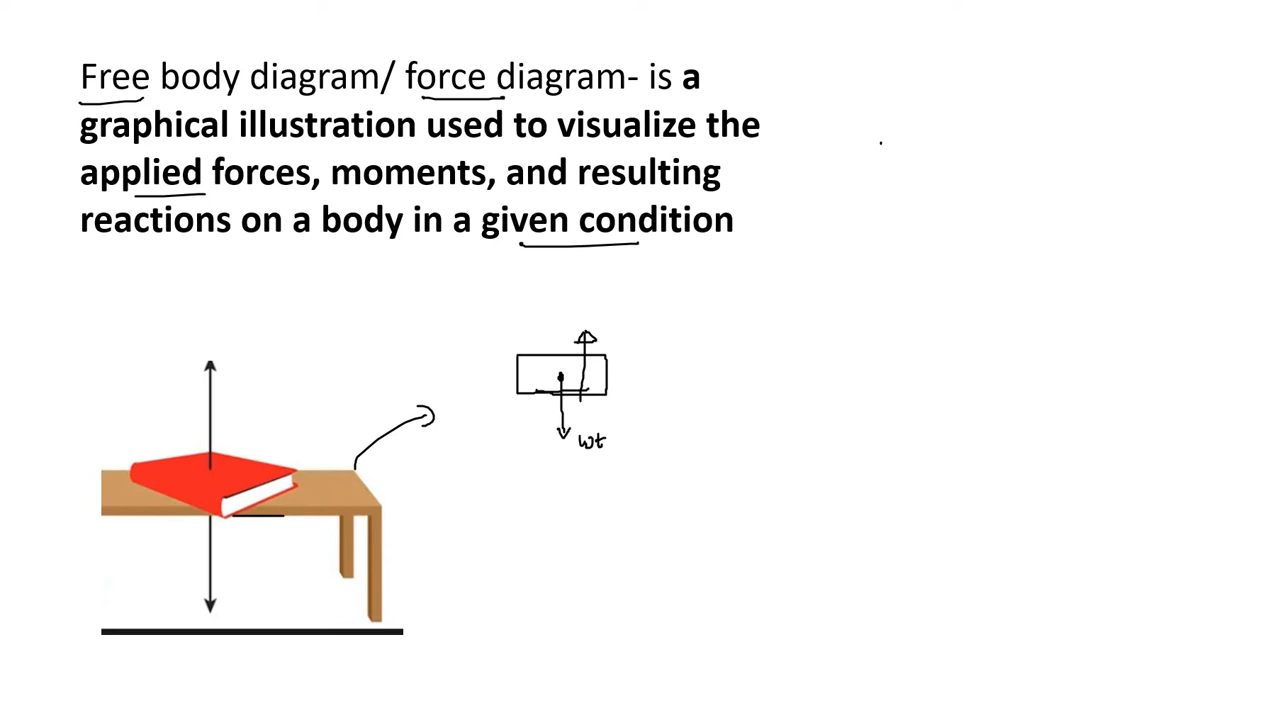 Free body diagram/ force diagram- is a
graphical illustration used to visualize the
applied forces, moments, and resulting
reactions on a body in a given condition
wt